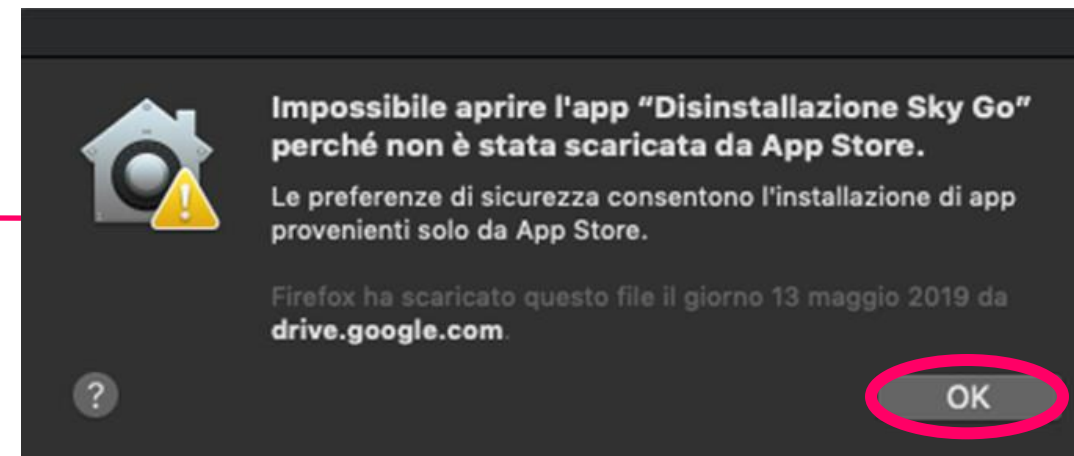 Impossibile aprire l'app “Disinstallazione Sky Go”
perché non è stata scaricata da App Store.
Le preferenze di sicurezza consentono l'installazione di app
provenienti solo da App Store.
Firefox ha scaricato questo file il giorno 13 maggio 2019 da
drive.google.com.
?
OK